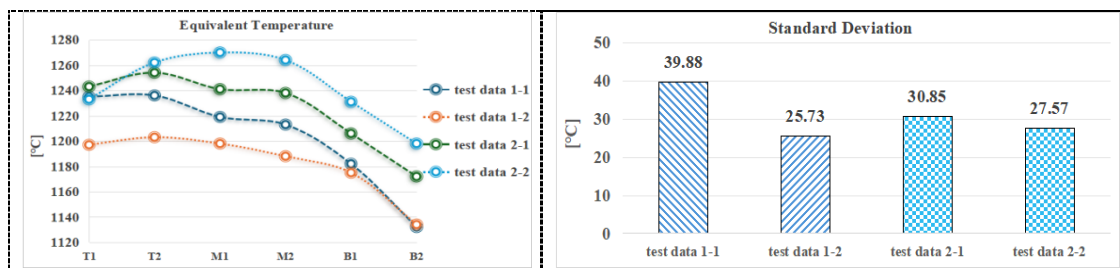 Equivalent Temperature
1280
1260
1240
1220
1200
1180
1160
1140
1120
[℃]
T1 T2 M1 M2 B1 B2
test data 1-1
test data 1-2
test data 2-1
test data 2-2
Standard Deviation
50
40
30
20
10
0
[℃]
39.88
25.73
30.85
27.57
test data 1-1 test data 1-2 test data 2-1 test data 2-2